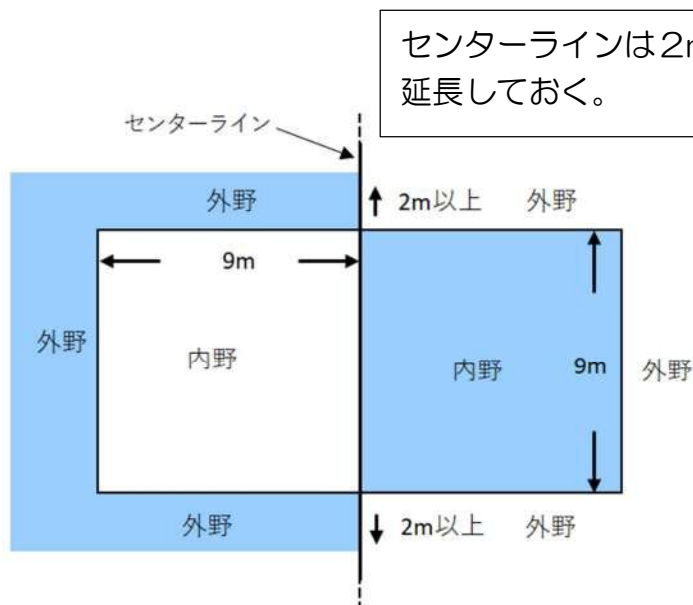 センターラインは2m
延長しておく。
センターライン
外野
2m以上 外野
9m
外野
内野
内野
9m
外野
外野
2m以上 外野